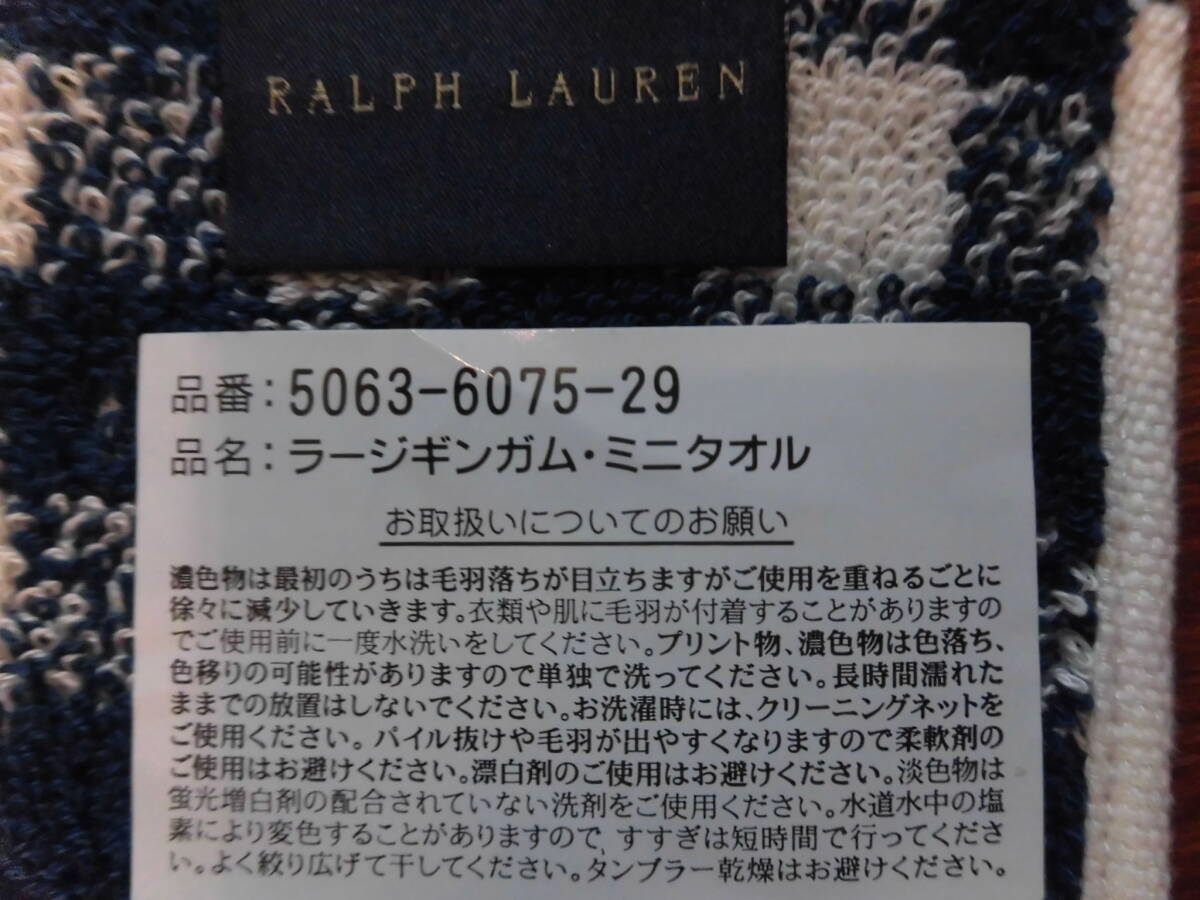 RALPH LAUREN
品番：5063-6075-29
品名：ラージギンガム・ミニタオル
お取扱いについてのお願い
濃色物は最初のうちは毛羽落ちが目立ちますがご使用を重ねるごとに
徐々に減少していきます。衣類や肌に毛羽が付着することがありますの
でご使用前に一度水洗いをしてください。プリント物、濃色物は色落ち、
色移りの可能性がありますので単独で洗ってください。長時間濡れた
ままでの放置はしないでください。お洗濯時には、クリーニングネットを
ご使用ください。パイル抜けや毛羽が出やすくなりますので柔軟剤の
ご使用はお避けください。漂白剤のご使用はお避けください。淡色物は
蛍光増白剤の配合されていない洗剤をご使用ください。水道水中の塩
素により変色することがありますので、すすぎは短時間で行ってくださ
い。よく絞り広げて干してください。タンブラー乾燥はお避けください。